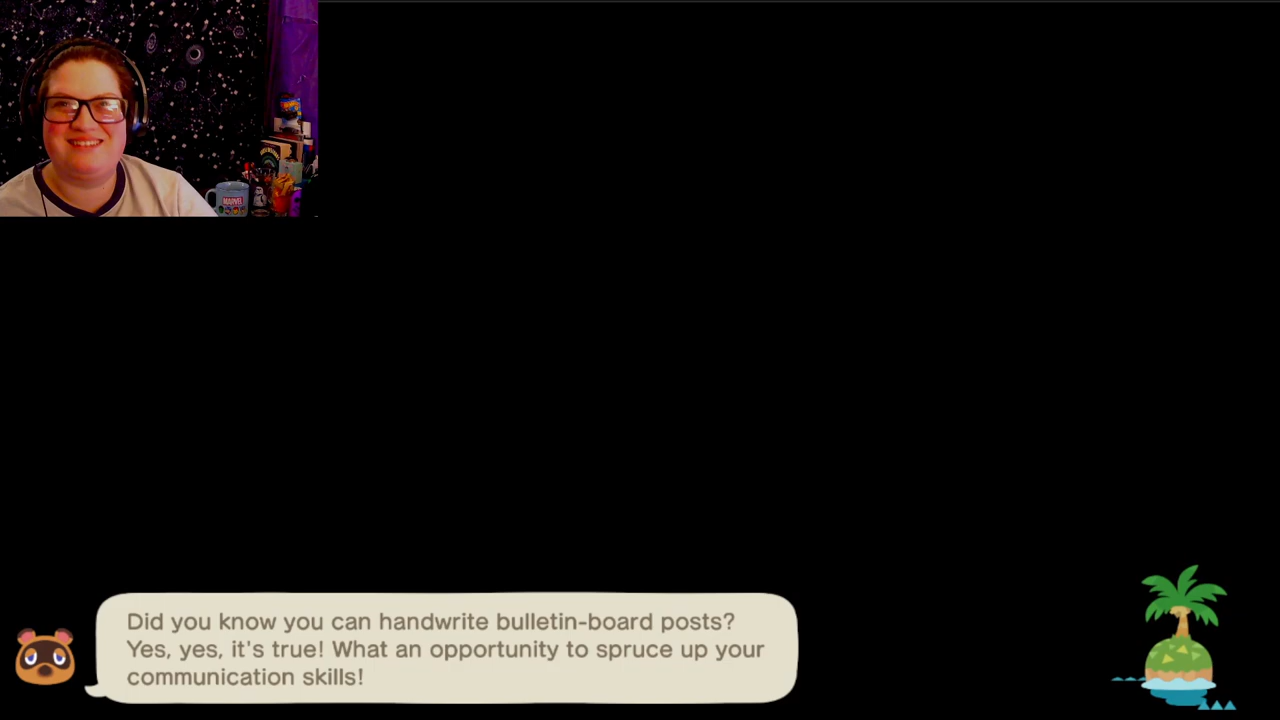 MARVEL
Did you know you can handwrite bulletin-board posts?
Yes, yes, it's true! What an opportunity to spruce up your
communication skills!